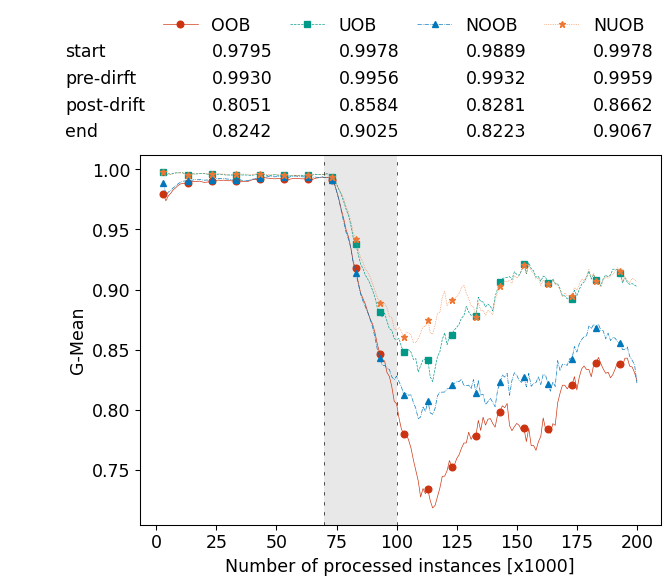 OOB UOB NOOB NUOB
start 0.9795 0.9978 0.9889 0.9978
pre-dirft 0.9930 0.9956 0.9932 0.9959
post-drift 0.8051 0.8584 0.8281 0.8662
end 0.8242 0.9025 0.8223 0.9067
1.00
0.95
0.90
0.85
0.80
0.75
G-Mean
0 25 50 75 100 125 150 175 200
Number of processed instances [x1000]